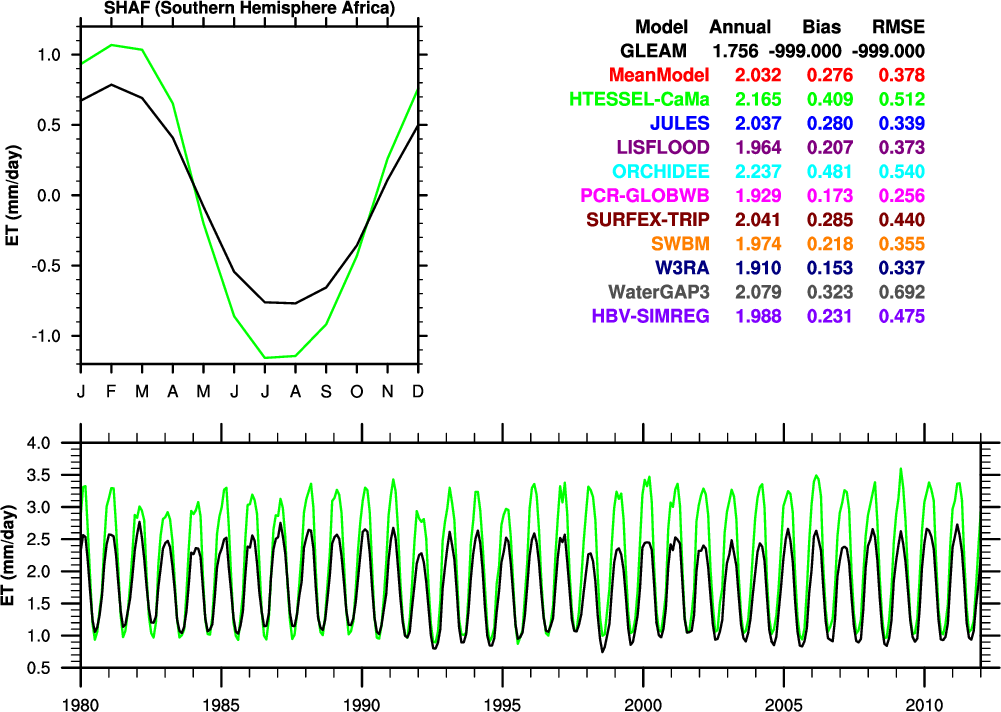 SHAF (Southern Hemisphere Africa)
ET (mm/day)
1.0
0.5
0.0
-0.5
-1.0
J F M A M J J A S O N D
Model Annual Bias RMSE
GLEAM 1.756 -999.000 -999.000
MeanModel 2.032 0.276 0.378
HTESSEL-CaMa 2.165 0.409 0.512
JULES 2.037 0.280 0.339
LISFLOOD 1.964 0.207 0.373
ORCHIDEE 2.237 0.481 0.540
PCR-GLOBWB 1.929 0.173 0.256
SURFEX-TRIP 2.041 0.285 0.440
SWBM 1.974 0.218 0.355
W3RA 1.910 0.153 0.337
WaterGAP3 2.079 0.323 0.692
HBV-SIMREG 1.988 0.231 0.475
ET (mm/day)
4.0
3.5
3.0
2.5
2.0
1.5
1.0
0.5
1980 1985 1990 1995 2000 2005 2010